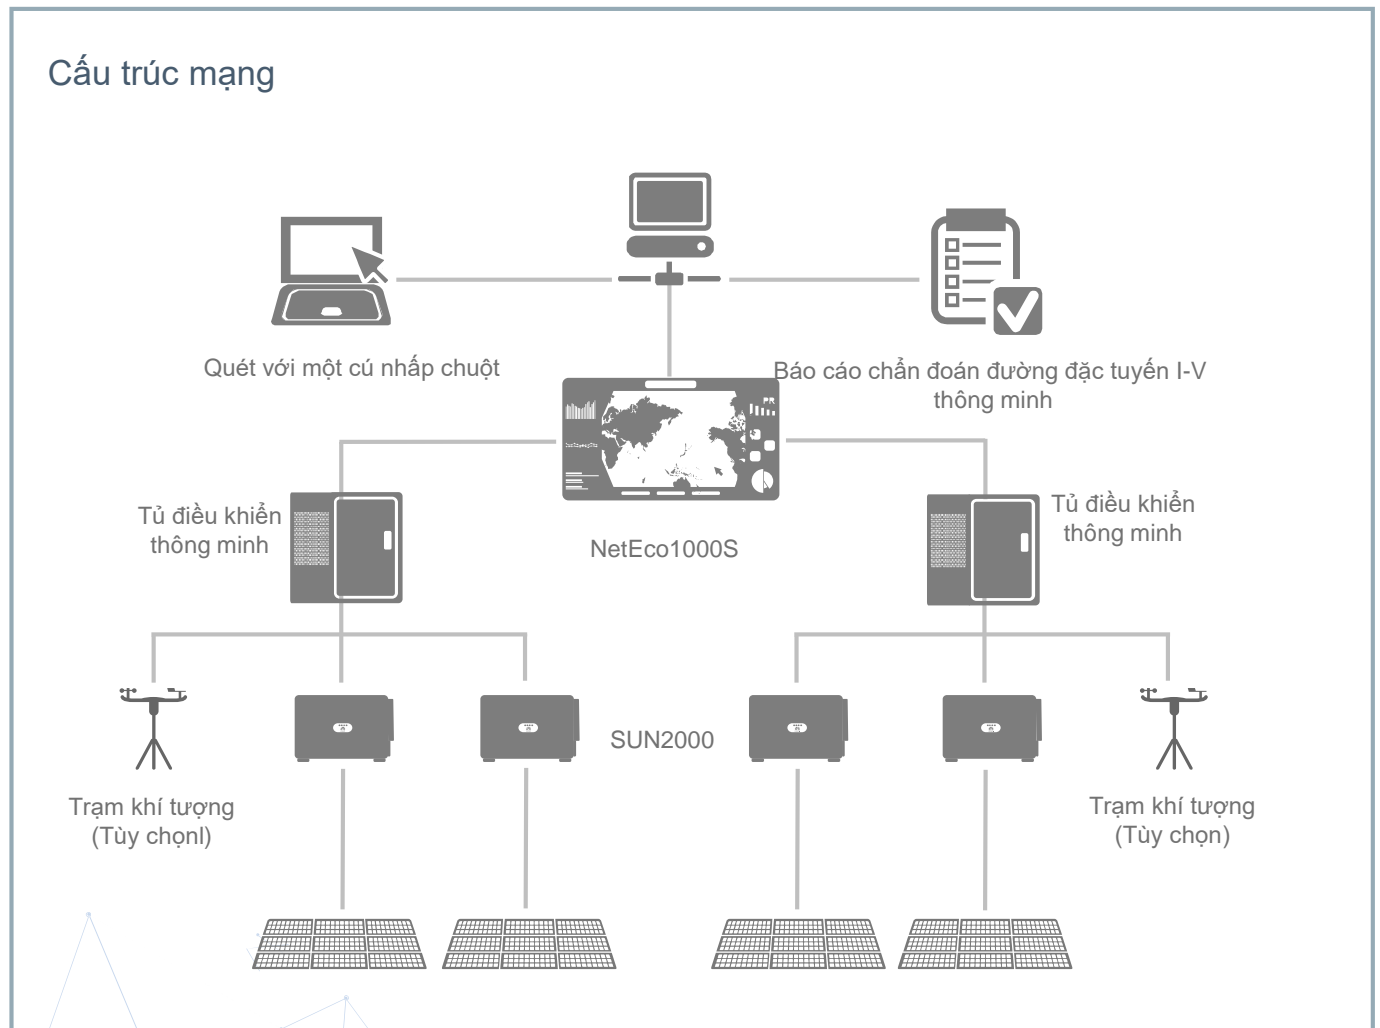 Cấu trúc mạng
Quét với một cú nhấp chuột
Báo cáo chẩn đoán đường đặc tuyến I-V
thông minh
Tủ điều khiển
thông minh
NetEco1000S
Tủ điều khiển
thông minh
SUN2000
Trạm khí tượng
(Tùy chọnl)
Trạm khí tượng
(Tùy chọn)